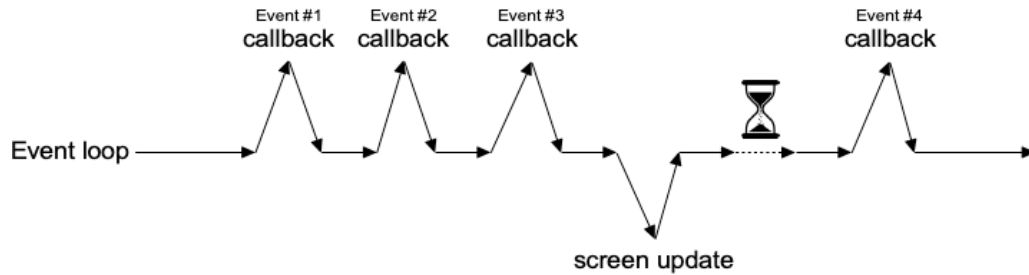 Event #1
callback
Event #2
callback
Event #3
callback
Event #4
callback
Event loop
screen update